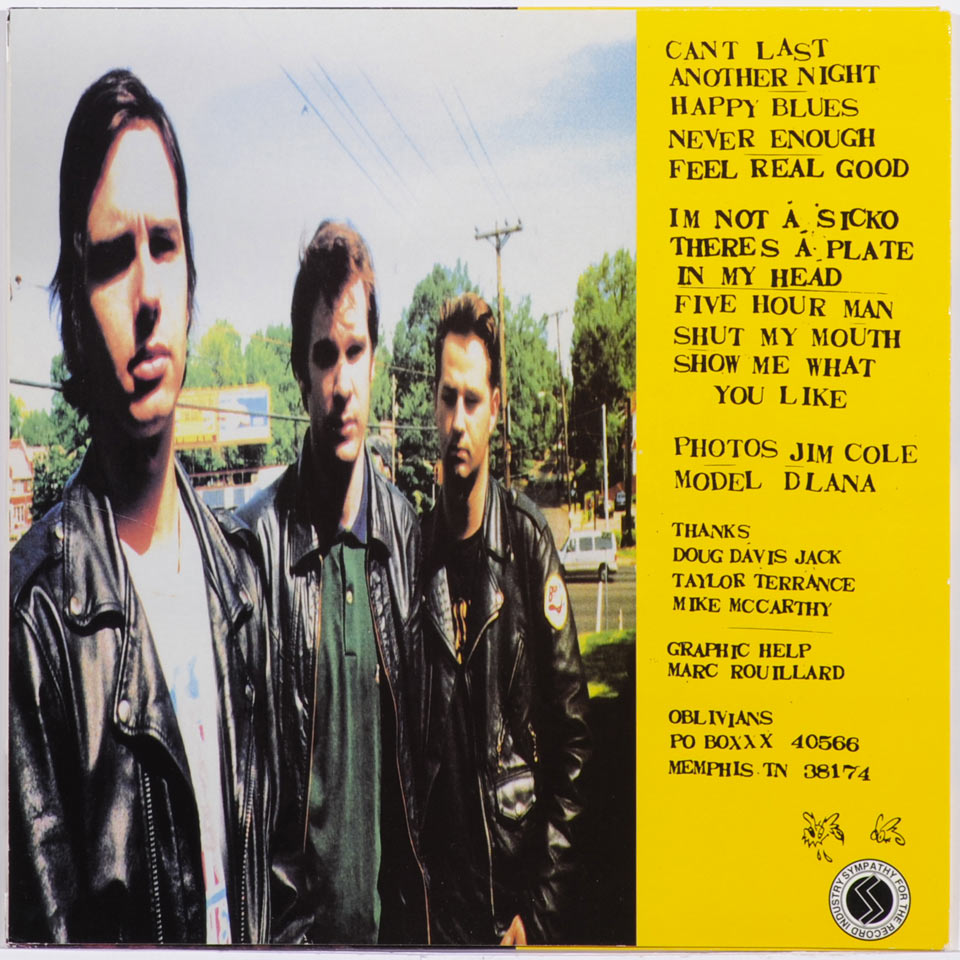 CANT LAST
ANOTHER NIGHT
HAPPY BLUES
NEVER ENOUGH
FEEL REAL GOOD
IM NOT A SICKO
THERES A PLATE
IN MY HEAD
FIVE HOUR MAN
SHUT MY MOUTH
SHOW ME WHAT
YOU LIKE
PHOTOS JIM COLE
MODEL DLANA
THANKS
DOUG DAVIS JACK
TAYLOR TERRANCE
MIKE MCCARTHY
GRAPHIC HELP
MARC ROUILLARD
OBLIVIANS
PO BOXXX 40566
MEMPHIS TN 38174
SYMPATHY FOR THE RECORD INDUSTRY